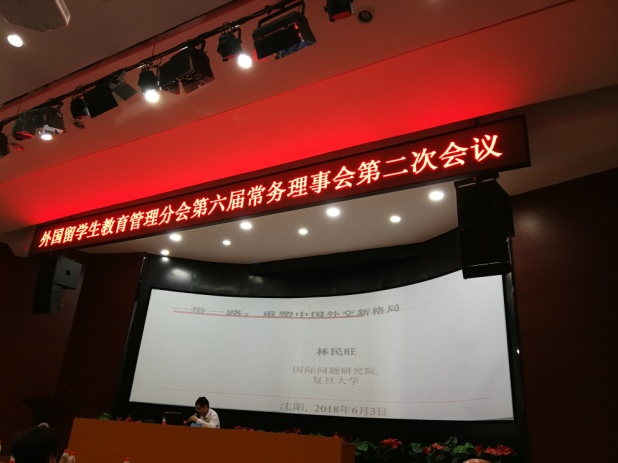 外国留学生教育管理分会第六届常务理事会第二次会议
一带一路：重塑中国外交新格局
林民旺
国际问题研究院,
复旦大学
沈阳, 2018年6月3日